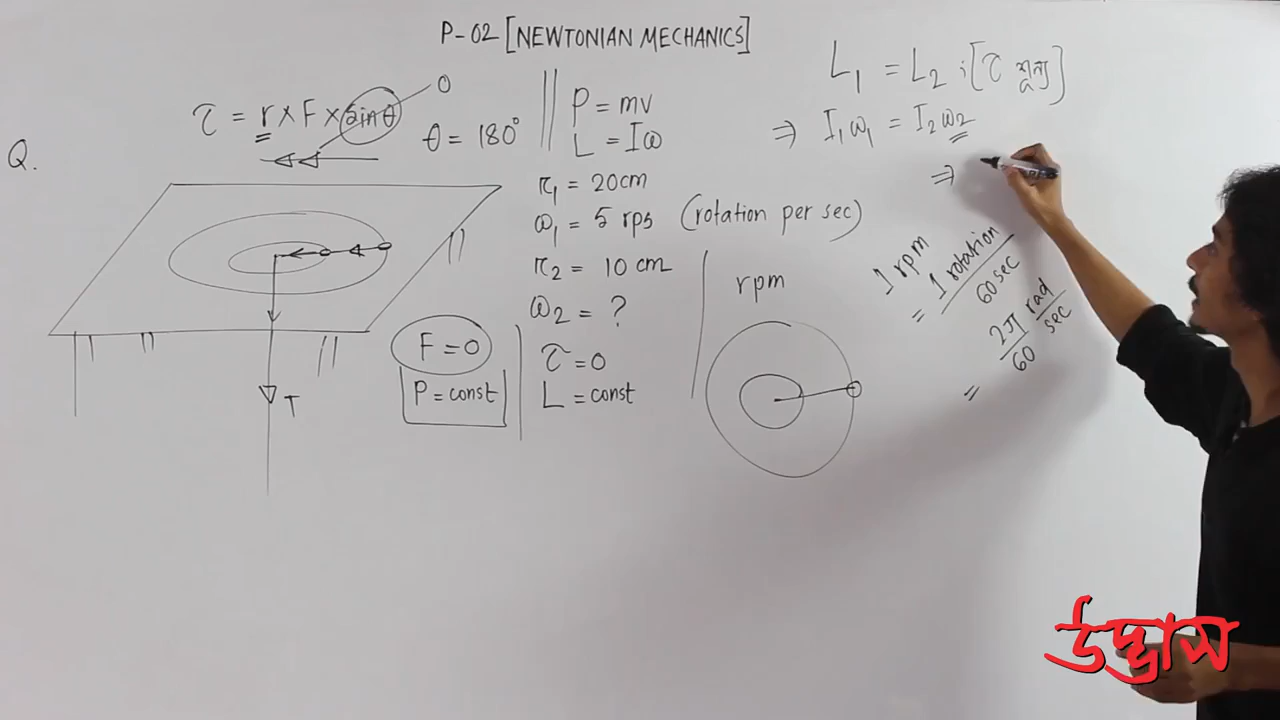 P-02 [NEWTONIAN MECHANICS]
Q.
τ = r × F × sinθ
0
θ = 180°
T
F = 0
P = const
P = mv
L = Iω
r₁ = 20cm
ω₁ = 5 rps (rotation per sec)
r₂ = 10 cm
ω₂ = ?
τ = 0
L = const
rpm
L₁ = L₂ ; [τ শূন্য]
⇒ I₁ω₁ = I₂ω₂
⇒
1 rpm
= 1 rotation / 60 sec
= 2π / 60 rad / sec
উদ্ভাস